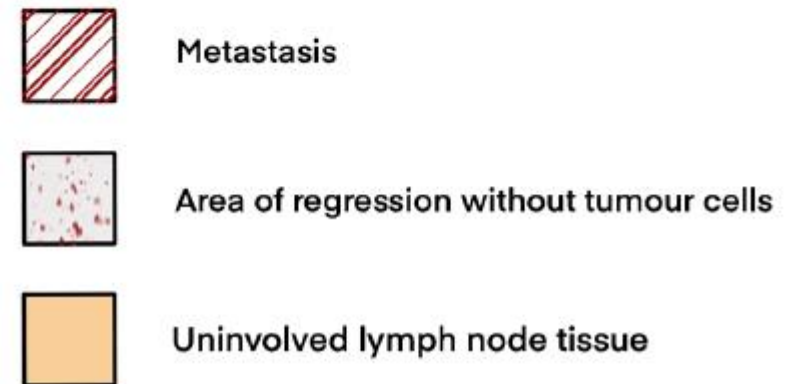 Metastasis
Area of regression without tumour cells
Uninvolved lymph node tissue